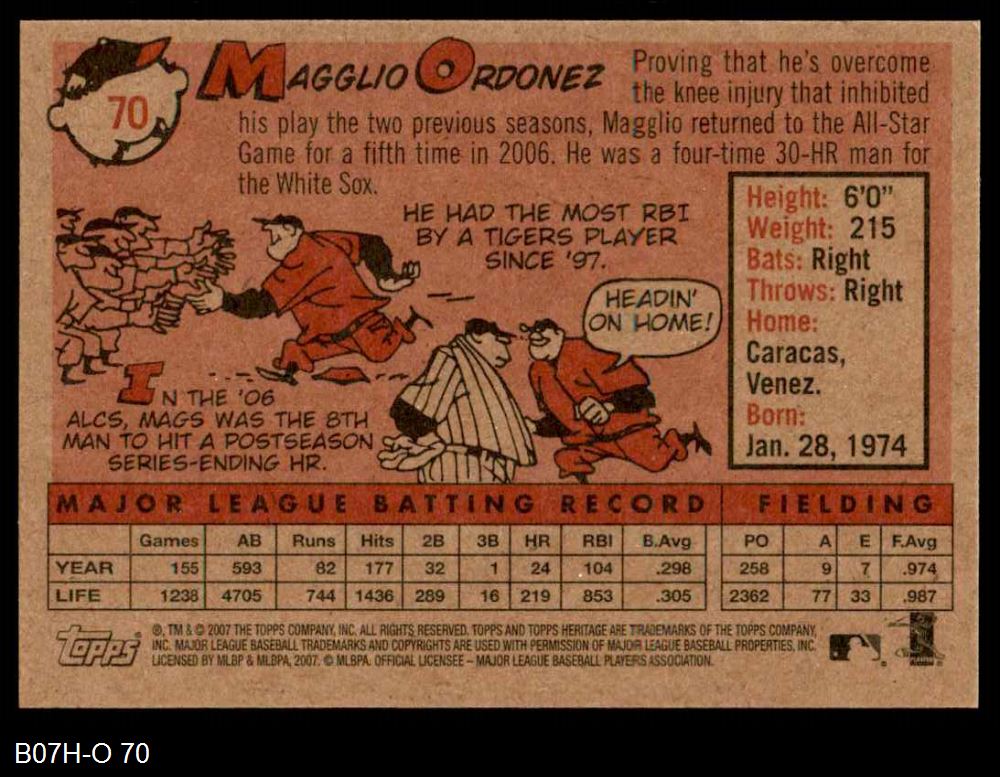 70
MAGGLIO ORDONEZ
Proving that he's overcome
the knee injury that inhibited
his play the two previous seasons, Magglio returned to the All-Star
Game for a fifth time in 2006. He was a four-time 30-HR man for
the White Sox.
HE HAD THE MOST RBI
BY A TIGERS PLAYER
SINCE '97.
HEADIN'
ON HOME!
IN THE '06
ALCS, MAGS WAS THE 8TH
MAN TO HIT A POSTSEASON
SERIES-ENDING HR.
Height: 6'0"
Weight: 215
Bats: Right
Throws: Right
Home:
Caracas,
Venez.
Born:
Jan. 28, 1974
MAJOR LEAGUE BATTING RECORD FIELDING
Games AB Runs Hits 2B 3B HR RBI B.Avg PO A E F.Avg
YEAR 155 593 82 177 32 1 24 104 .298 258 9 7 .974
LIFE 1238 4705 744 1436 289 16 219 853 .305 2362 77 33 .987
Topps
®, TM & © 2007 THE TOPPS COMPANY, INC. ALL RIGHTS RESERVED. TOPPS AND TOPPS HERITAGE ARE TRADEMARKS OF THE TOPPS COMPANY,
INC. MAJOR LEAGUE BASEBALL TRADEMARKS AND COPYRIGHTS ARE USED WITH PERMISSION OF MAJOR LEAGUE BASEBALL PROPERTIES, INC.
LICENSED BY MLBP & MLBPA, 2007. © MLBPA. OFFICIAL LICENSEE – MAJOR LEAGUE BASEBALL PLAYERS ASSOCIATION.
B07H-O 70